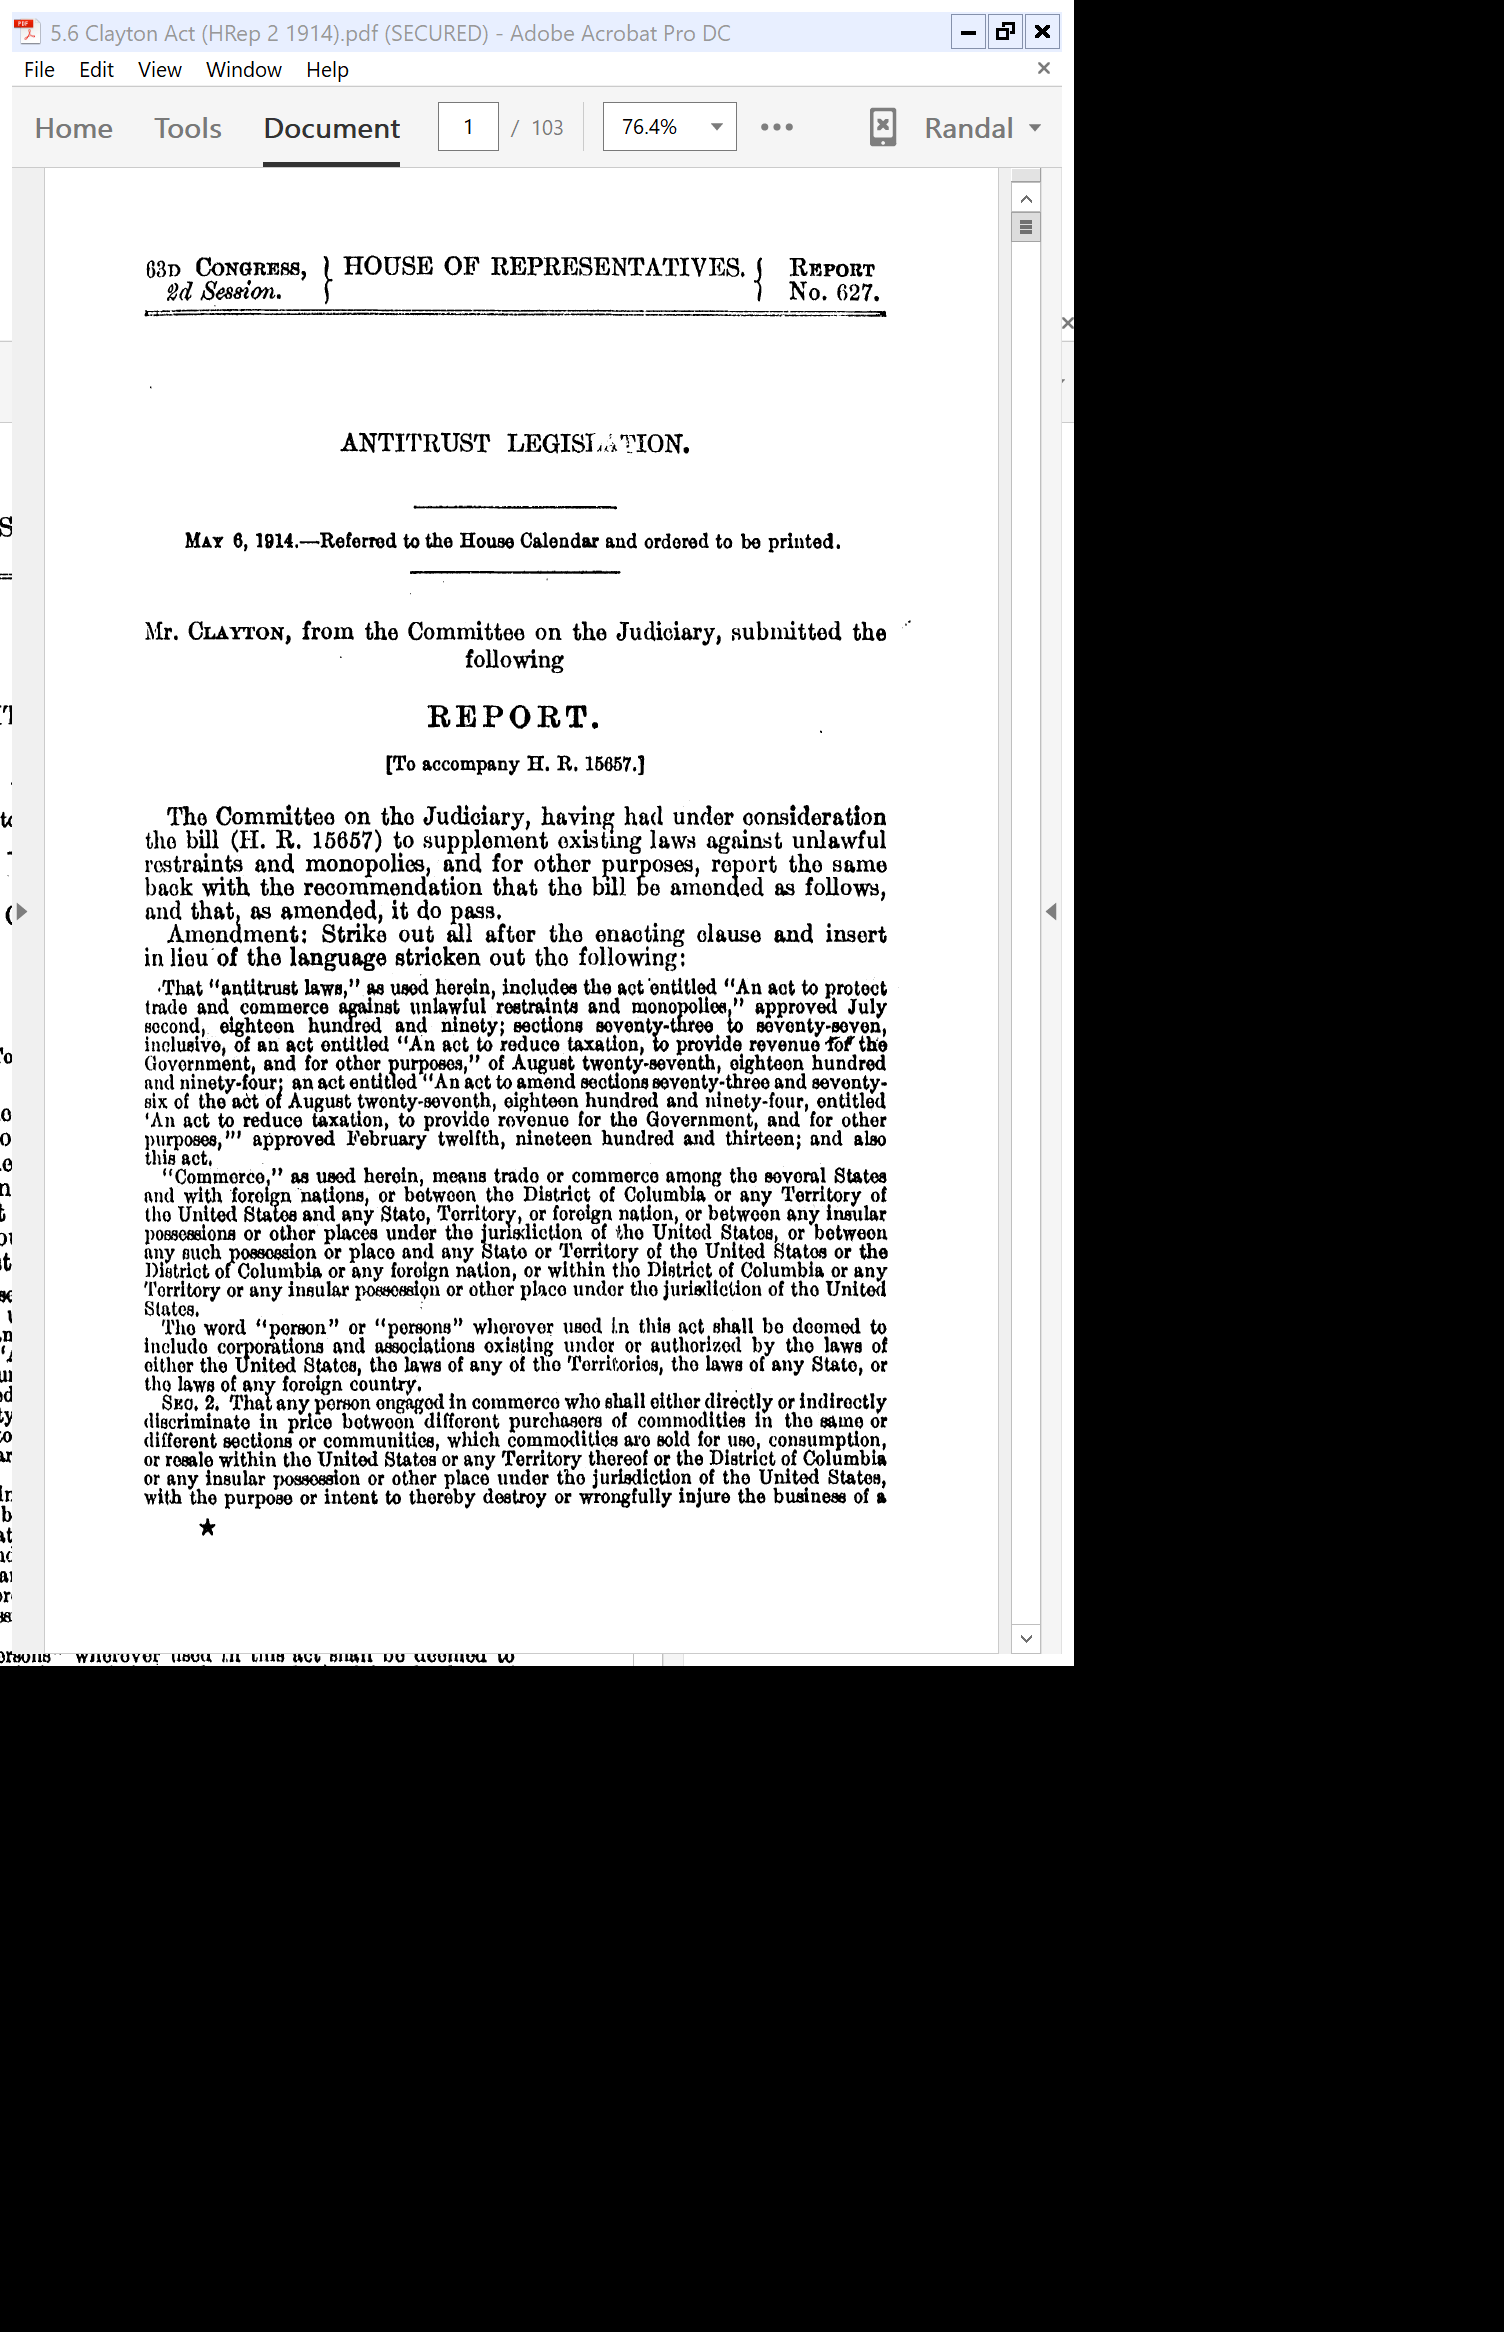 5.6 Clayton Act (HRep 2 1914).pdf (SECURED) - Adobe Acrobat Pro DC
File Edit View Window Help
Home Tools Document 1 / 103 76.4% Randal
63D CONGRESS, 2d Session. } HOUSE OF REPRESENTATIVES. { REPORT No. 627.
ANTITRUST LEGISLATION.
MAY 6, 1914.—Referred to the House Calendar and ordered to be printed.
Mr. CLAYTON, from the Committee on the Judiciary, submitted the
following
REPORT.
[To accompany H. R. 15657.]
The Committee on the Judiciary, having had under consideration
the bill (H. R. 15657) to supplement existing laws against unlawful
restraints and monopolies, and for other purposes, report the same
back with the recommendation that the bill be amended as follows,
and that, as amended, it do pass.
Amendment: Strike out all after the enacting clause and insert
in lieu of the language stricken out the following:
That "antitrust laws," as used herein, includes the act entitled "An act to protect
trade and commerce against unlawful restraints and monopolies," approved July
second, eighteen hundred and ninety; sections seventy-three to seventy-seven,
inclusive, of an act entitled "An act to reduce taxation, to provide revenue for the
Government, and for other purposes," of August twenty-seventh, eighteen hundred
and ninety-four; an act entitled "An act to amend sections seventy-three and seventy-
six of the act of August twenty-seventh, eighteen hundred and ninety-four, entitled
'An act to reduce taxation, to provide revenue for the Government, and for other
purposes,'" approved February twelfth, nineteen hundred and thirteen; and also
this act.
"Commerce," as used herein, means trade or commerce among the several States
and with foreign nations, or between the District of Columbia or any Territory of
the United States and any State, Territory, or foreign nation, or between any insular
possessions or other places under the jurisdiction of the United States, or between
any such possession or place and any State or Territory of the United States or the
District of Columbia or any foreign nation, or within the District of Columbia or any
Territory or any insular possession or other place under the jurisdiction of the United
States.
The word "person" or "persons" wherever used in this act shall be deemed to
include corporations and associations existing under or authorized by the laws of
either the United States, the laws of any of the Territories, the laws of any State, or
the laws of any foreign country.
SEC. 2. That any person engaged in commerce who shall either directly or indirectly
discriminate in price between different purchasers of commodities in the same or
different sections or communities, which commodities are sold for use, consumption,
or resale within the United States or any Territory thereof or the District of Columbia
or any insular possession or other place under the jurisdiction of the United States,
with the purpose or intent to thereby destroy or wrongfully injure the business of a
wherever used in this act shall be deemed to